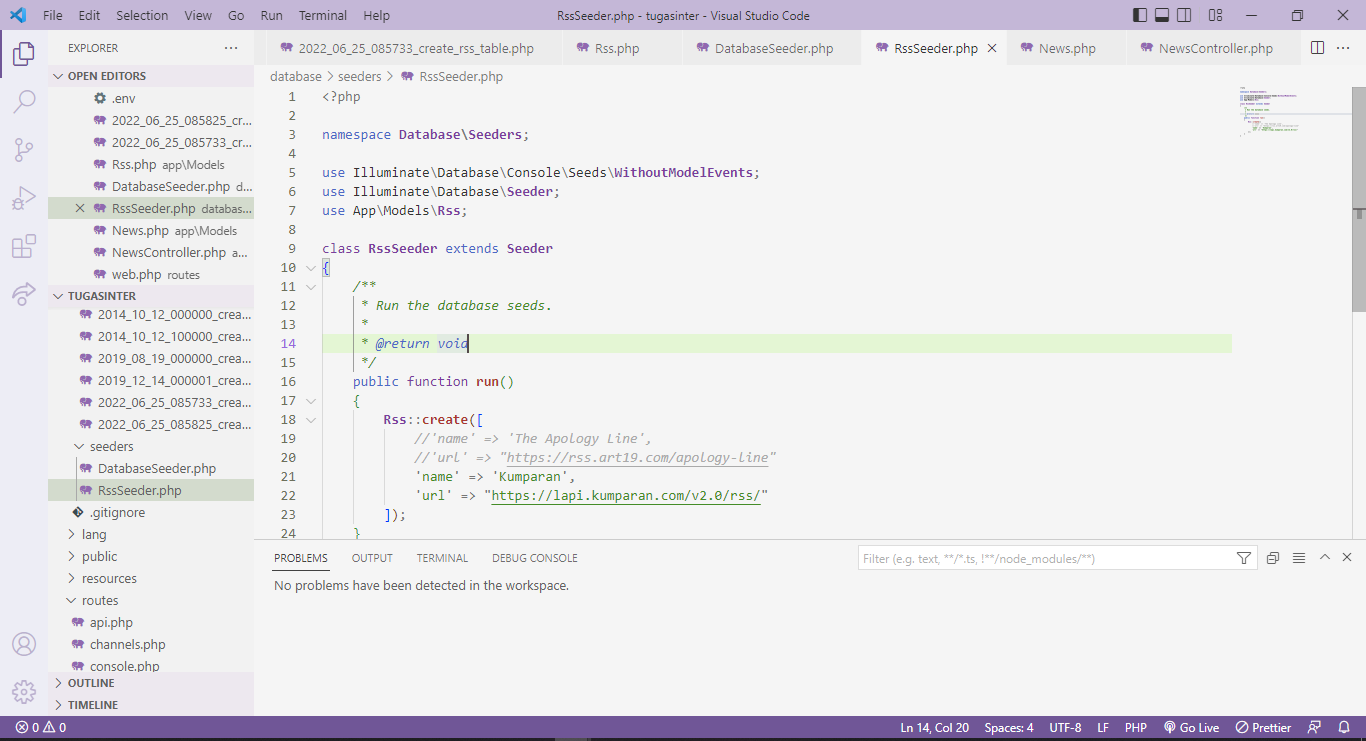 File Edit Selection View Go Run Terminal Help RssSeeder.php - tugasinter - Visual Studio Code
EXPLORER ···
2022_06_25_085733_create_rss_table.php Rss.php DatabaseSeeder.php RssSeeder.php News.php NewsController.php ···
OPEN EDITORS
.env
2022_06_25_085825_cr...
2022_06_25_085733_cr...
Rss.php app\Models
DatabaseSeeder.php d...
RssSeeder.php databas...
News.php app\Models
NewsController.php a...
web.php routes
TUGASINTER
2014_10_12_000000_crea...
2014_10_12_100000_crea...
2019_08_19_000000_crea...
2019_12_14_000001_crea...
2022_06_25_085733_crea...
2022_06_25_085825_crea...
seeders
DatabaseSeeder.php
RssSeeder.php
.gitignore
lang
public
resources
routes
api.php
channels.php
console.php
OUTLINE
TIMELINE
database > seeders > RssSeeder.php
1 <?php
2
3 namespace Database\Seeders;
4
5 use Illuminate\Database\Console\Seeds\WithoutModelEvents;
6 use Illuminate\Database\Seeder;
7 use App\Models\Rss;
8
9 class RssSeeder extends Seeder
10 {
11 /**
12 * Run the database seeds.
13 *
14 * @return void
15 */
16 public function run()
17 {
18 Rss::create([
19 //'name' => 'The Apology Line',
20 //'url' => "https://rss.art19.com/apology-line"
21 'name' => 'Kumparan',
22 'url' => "https://lapi.kumparan.com/v2.0/rss/"
23 ]);
24 }
PROBLEMS OUTPUT TERMINAL DEBUG CONSOLE Filter (e.g. text, **/*.ts, !**/node_modules/**)
No problems have been detected in the workspace.
0 0 Ln 14, Col 20 Spaces: 4 UTF-8 LF PHP Go Live Prettier